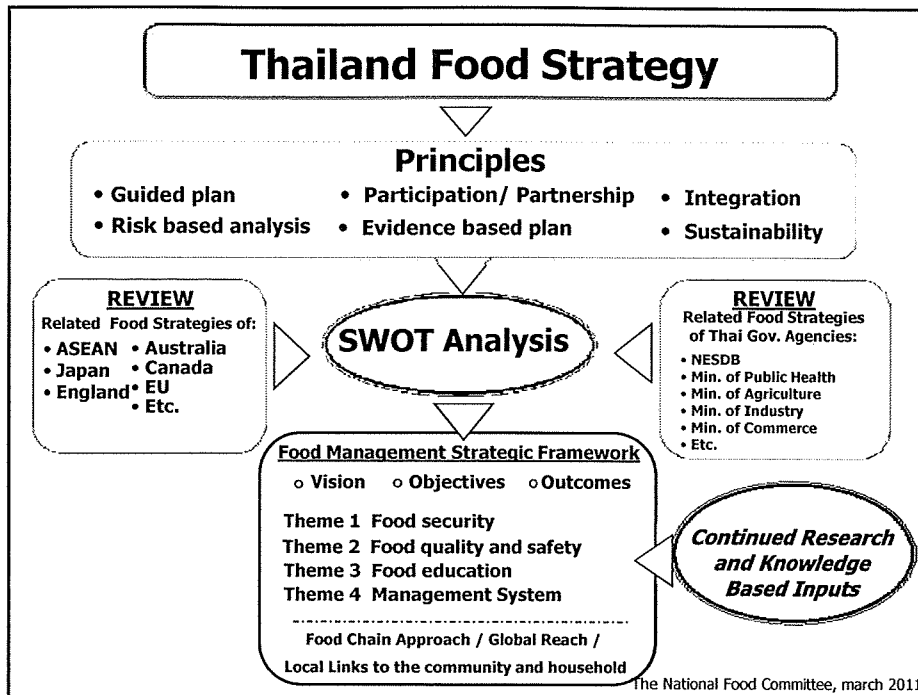 Thailand Food Strategy
Principles
• Guided plan
• Risk based analysis
• Participation/ Partnership
• Evidence based plan
• Integration
• Sustainability
REVIEW
Related Food Strategies of:
• ASEAN
• Japan
• England
• Australia
• Canada
• EU
• Etc.
SWOT Analysis
REVIEW
Related Food Strategies
of Thai Gov. Agencies:
• NESDB
• Min. of Public Health
• Min. of Agriculture
• Min. of Industry
• Min. of Commerce
• Etc.
Food Management Strategic Framework
o Vision o Objectives o Outcomes
Theme 1 Food security
Theme 2 Food quality and safety
Theme 3 Food education
Theme 4 Management System
Food Chain Approach / Global Reach /
Local Links to the community and household
Continued Research
and Knowledge
Based Inputs
The National Food Committee, march 2011